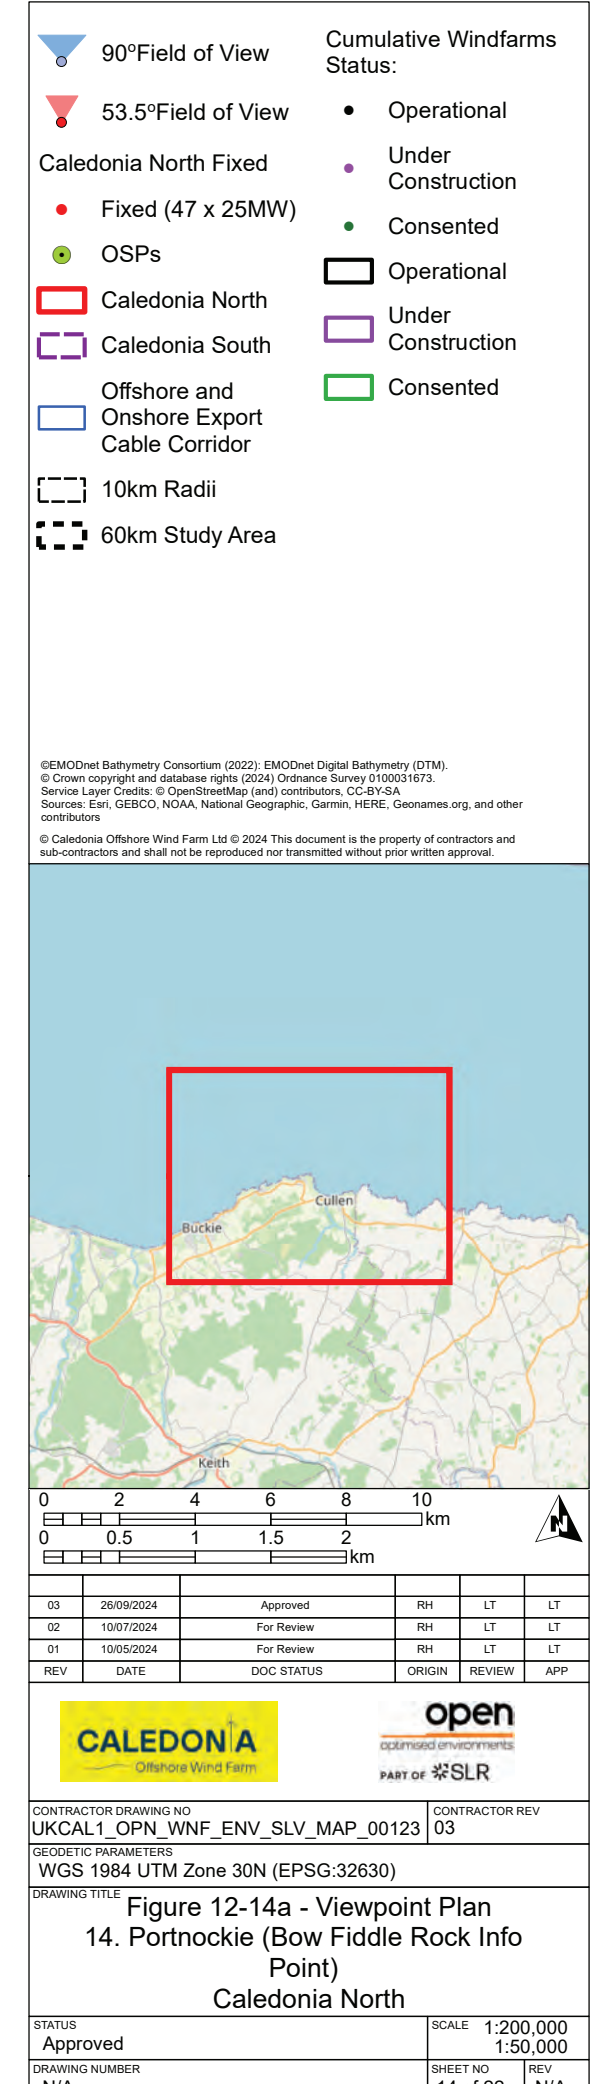 90ºField of View
53.5ºField of View
Caledonia North Fixed
Fixed (47 x 25MW)
OSPs
Caledonia North
Caledonia South
Offshore and
Onshore Export
Cable Corridor
10km Radii
60km Study Area
Cumulative Windfarms
Status:
Operational
Under
Construction
Consented
Operational
Under
Construction
Consented
©EMODnet Bathymetry Consortium (2022): EMODnet Digital Bathymetry (DTM).
© Crown copyright and database rights (2024) Ordnance Survey 0100031673.
Service Layer Credits: © OpenStreetMap (and) contributors, CC-BY-SA
Sources: Esri, GEBCO, NOAA, National Geographic, Garmin, HERE, Geonames.org, and other
contributors
© Caledonia Offshore Wind Farm Ltd © 2024 This document is the property of contractors and
sub-contractors and shall not be reproduced nor transmitted without prior written approval.
Cullen
Buckie
Keith
0 2 4 6 8 10
km
0 0.5 1 1.5 2
km
N
03 26/09/2024 Approved RH LT LT
02 10/07/2024 For Review RH LT LT
01 10/05/2024 For Review RH LT LT
REV DATE DOC STATUS ORIGIN REVIEW APP
CALEDONIA
Offshore Wind Farm
open
optimised environments
PART OF SLR
CONTRACTOR DRAWING NO
UKCAL1_OPN_WNF_ENV_SLV_MAP_00123
CONTRACTOR REV
03
GEODETIC PARAMETERS
WGS 1984 UTM Zone 30N (EPSG:32630)
DRAWING TITLE
Figure 12-14a - Viewpoint Plan
14. Portnockie (Bow Fiddle Rock Info
Point)
Caledonia North
STATUS
Approved
SCALE 1:200,000
1:50,000
DRAWING NUMBER
SHEET NO
REV